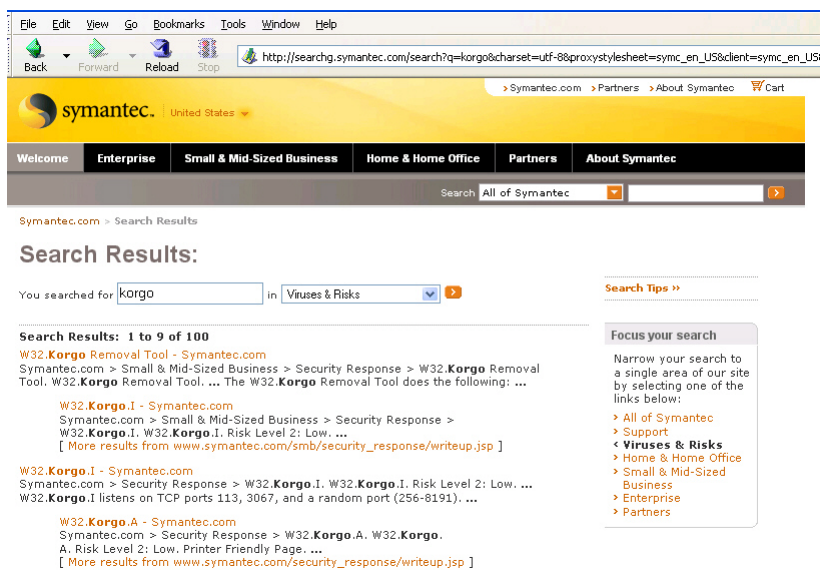 File Edit View Go Bookmarks Tools Window Help
Back Forward Reload Stop http://searchg.symantec.com/search?q=korgo&charset=utf-8&proxystylesheet=symc_en_US&client=symc_en_US&
Symantec.com Partners About Symantec Cart
symantec. United States
Welcome Enterprise Small & Mid-Sized Business Home & Home Office Partners About Symantec
Search All of Symantec
Symantec.com > Search Results
Search Results:
You searched for korgo in Viruses & Risks
Search Tips »
Search Results: 1 to 9 of 100
W32.Korgo Removal Tool - Symantec.com
Symantec.com > Small & Mid-Sized Business > Security Response > W32.Korgo Removal
Tool. W32.Korgo Removal Tool. ... The W32.Korgo Removal Tool does the following: ...
W32.Korgo.I - Symantec.com
Symantec.com > Small & Mid-Sized Business > Security Response >
W32.Korgo.I. W32.Korgo.I. Risk Level 2: Low. ...
[ More results from www.symantec.com/smb/security_response/writeup.jsp ]
W32.Korgo.I - Symantec.com
Symantec.com > Security Response > W32.Korgo.I. W32.Korgo.I. Risk Level 2: Low. ...
W32.Korgo.I listens on TCP ports 113, 3067, and a random port (256-8191). ...
W32.Korgo.A - Symantec.com
Symantec.com > Security Response > W32.Korgo.A. W32.Korgo.
A. Risk Level 2: Low. Printer Friendly Page. ...
[ More results from www.symantec.com/security_response/writeup.jsp ]
Focus your search
Narrow your search to
a single area of our site
by selecting one of the
links below:
> All of Symantec
> Support
< Viruses & Risks
> Home & Home Office
> Small & Mid-Sized
Business
> Enterprise
> Partners